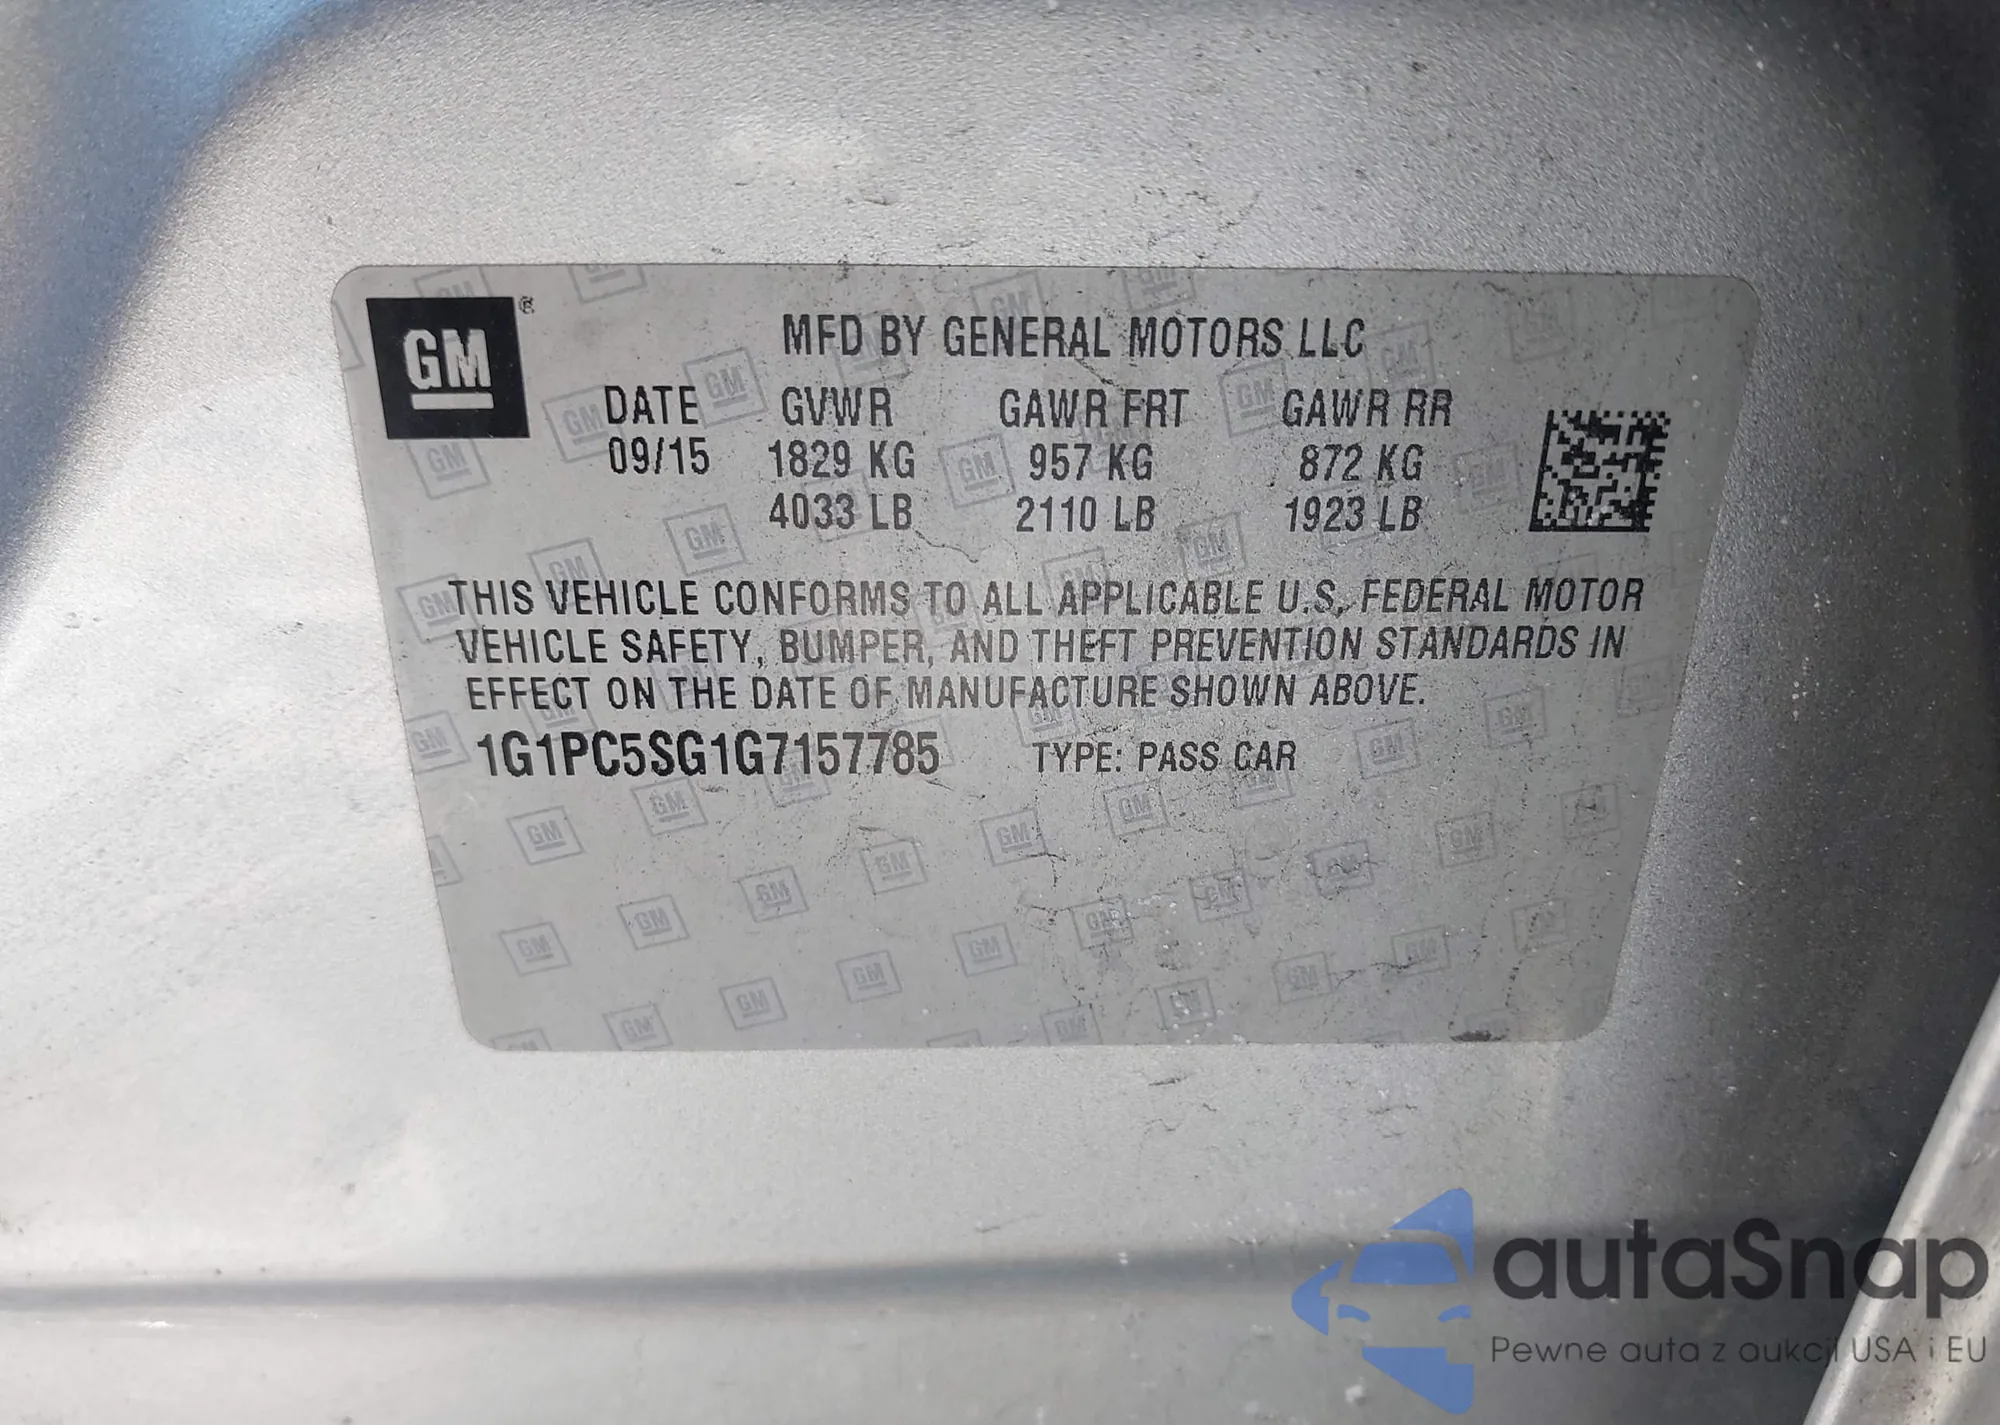 GM®
MFD BY GENERAL MOTORS LLC
DATE GVWR GAWR FRT GAWR RR
09/15 1829 KG 957 KG 872 KG
4033 LB 2110 LB 1923 LB
THIS VEHICLE CONFORMS TO ALL APPLICABLE U.S. FEDERAL MOTOR
VEHICLE SAFETY, BUMPER, AND THEFT PREVENTION STANDARDS IN
EFFECT ON THE DATE OF MANUFACTURE SHOWN ABOVE.
1G1PC5SG1G7157785 TYPE: PASS CAR
autaSnap
Pewne auta z aukcji USA i EU